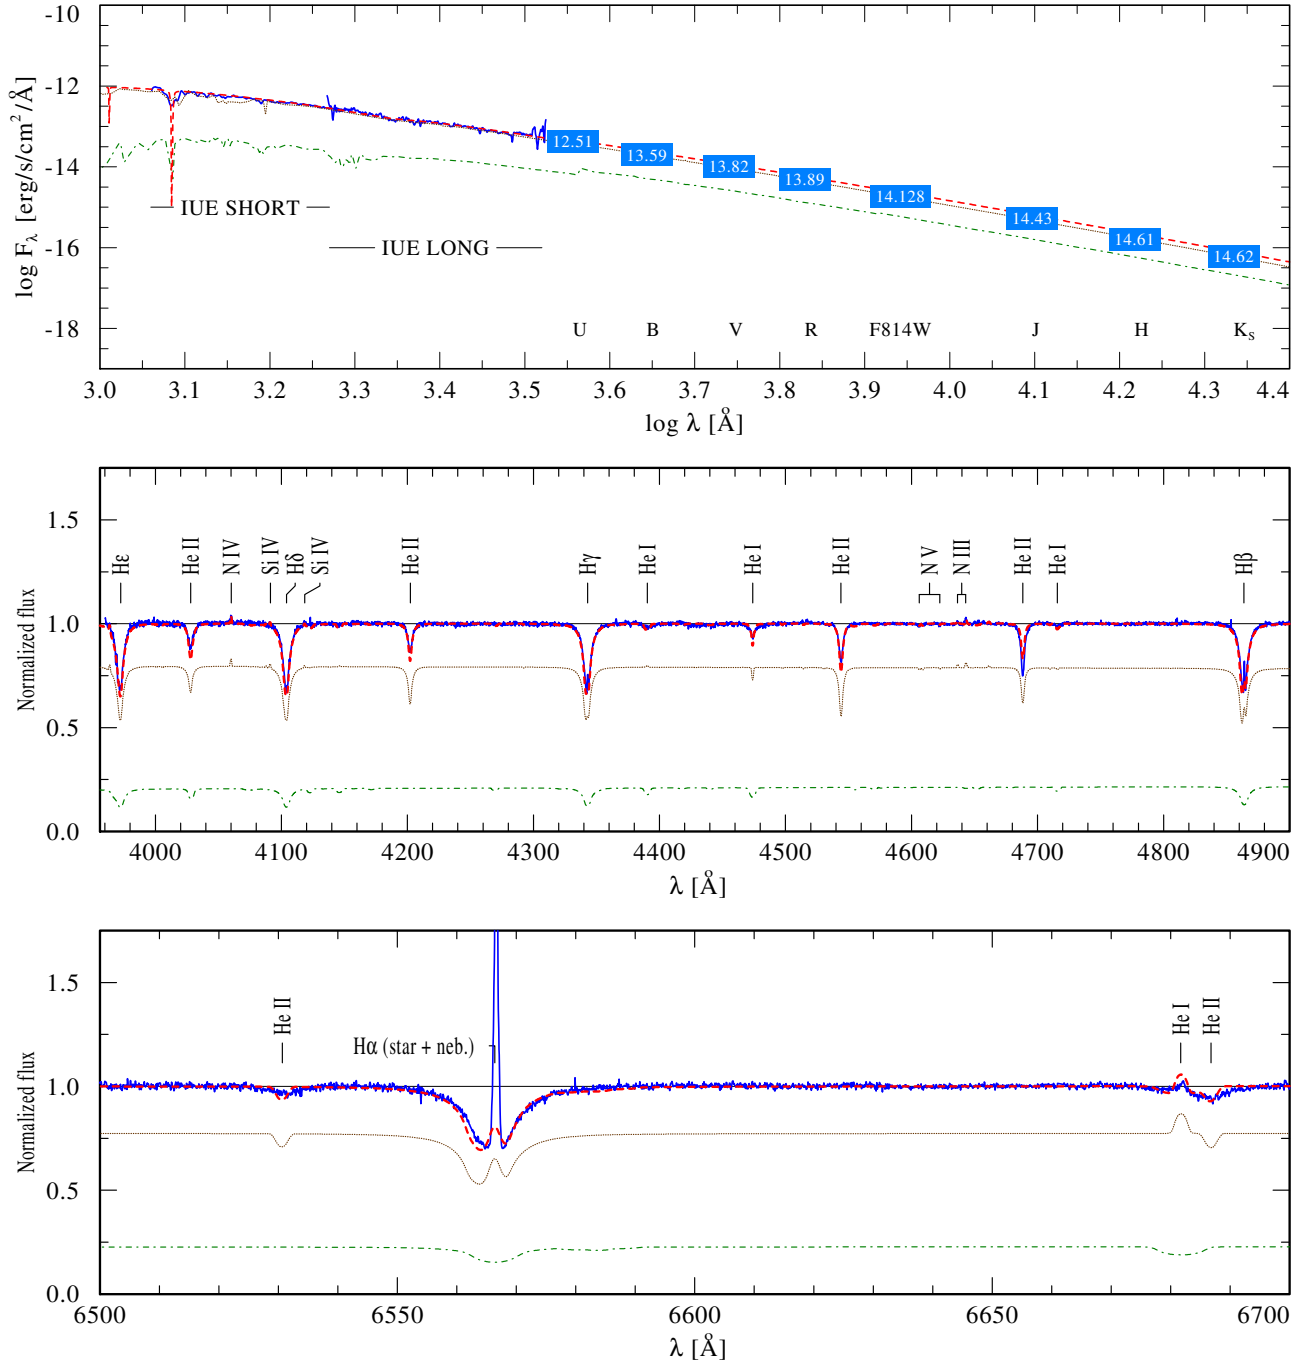 -10
-12
-14
-16
-18
log Fλ [erg/s/cm2/Å]
IUE SHORT
IUE LONG
12.51
13.59
13.82
13.89
14.128
14.43
14.61
14.62
U B V R F814W J H Ks
3.0 3.1 3.2 3.3 3.4 3.5 3.6 3.7 3.8 3.9 4.0 4.1 4.2 4.3 4.4
log λ [Å]
1.5
1.0
0.5
0.0
Normalized flux
Hε He II N IV Si IV Hδ Si IV He II Hγ He I He I He II N V N III He II He I Hβ
4000 4100 4200 4300 4400 4500 4600 4700 4800 4900
λ [Å]
1.5
1.0
0.5
0.0
Normalized flux
He II Hα (star + neb.) He I He II
6500 6550 6600 6650 6700
λ [Å]